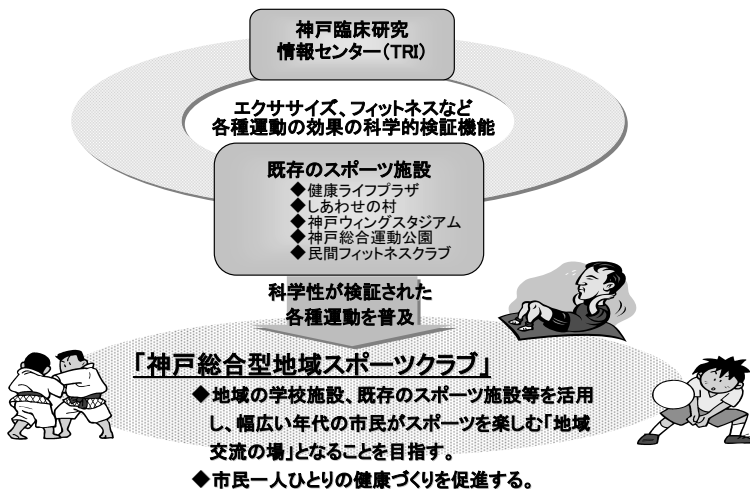 神戸臨床研究
情報センター(TRI)
エクササイズ、フィットネスなど
各種運動の効果の科学的検証機能
既存のスポーツ施設
◆健康ライフプラザ
◆しあわせの村
◆神戸ウィングスタジアム
◆神戸総合運動公園
◆民間フィットネスクラブ
科学性が検証された
各種運動を普及
「神戸総合型地域スポーツクラブ」
◆地域の学校施設、既存のスポーツ施設等を活用
し、幅広い年代の市民がスポーツを楽しむ「地域
交流の場」となることを目指す。
◆市民一人ひとりの健康づくりを促進する。